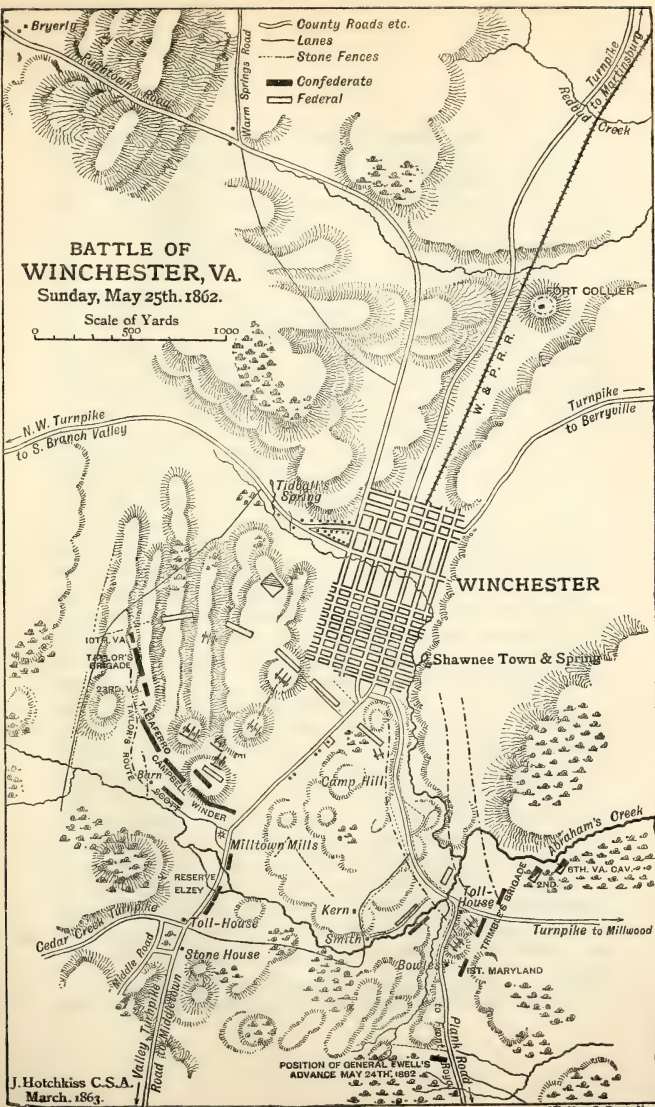 Bryerly
Pughtown Road
Warm Springs Road
County Roads etc.
Lanes
Stone Fences
Confederate
Federal
Turnpike
to Martinsburg
Redbud Creek
BATTLE OF
WINCHESTER, VA.
Sunday, May 25th. 1862.
Scale of Yards
0 500 1000
FORT COLLIER
W. & P. R. R.
N.W. Turnpike
to S. Branch Valley
Turnpike
to Berryville
Tidball's
Spring
WINCHESTER
Shawnee Town & Spring
10TH. VA.
TAYLOR'S
BRIGADE
23RD. VA.
TALIAFERRO
TAYLOR'S ROUTE
CAMPBELL
Barn
SCOTT
WINDER
Camp Hill
Abraham's Creek
Milltown Mills
RESERVE
ELZEY
6TH. VA. CAV.
2ND.
Toll-
House
TRIMBLE'S BRIGADE
Kern
Toll-House
Smith
Turnpike to Millwood
Cedar Creek Turnpike
Middle Road
Stone House
Bowles
1ST. MARYLAND
Valley Turnpike
Road to Middletown
Plank Road
to Front Royal
POSITION OF GENERAL EWELL'S
ADVANCE MAY 24TH. 1862
J. Hotchkiss C.S.A.
March. 1863.